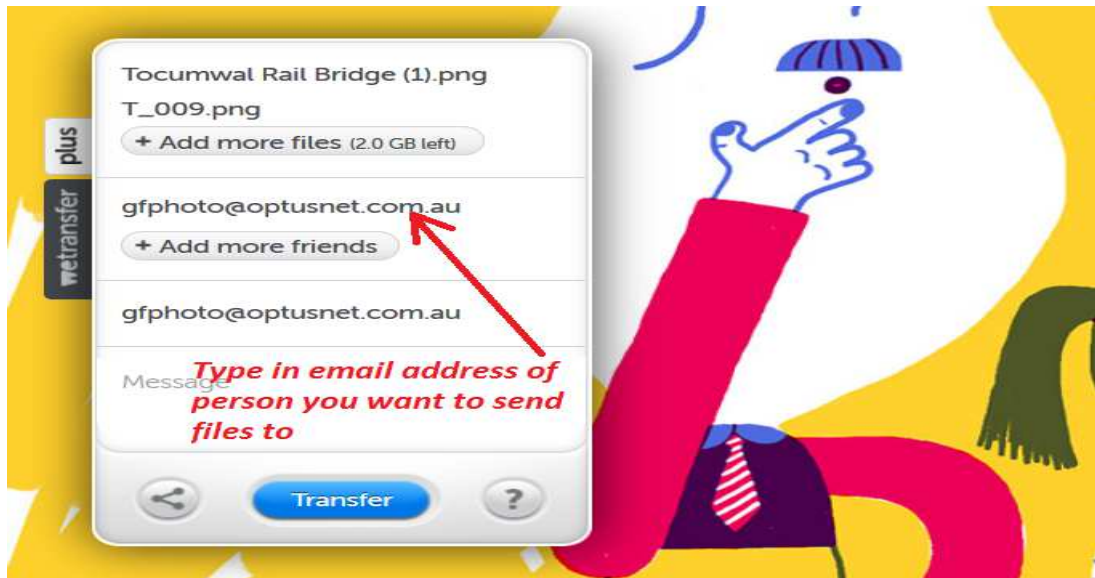 Tocumwal Rail Bridge (1).png
T_009.png
+ Add more files (2.0 GB left)
plus
wetransfer
gfphoto@optusnet.com.au
+ Add more friends
gfphoto@optusnet.com.au
Message
Type in email address of
person you want to send
files to
Transfer
?